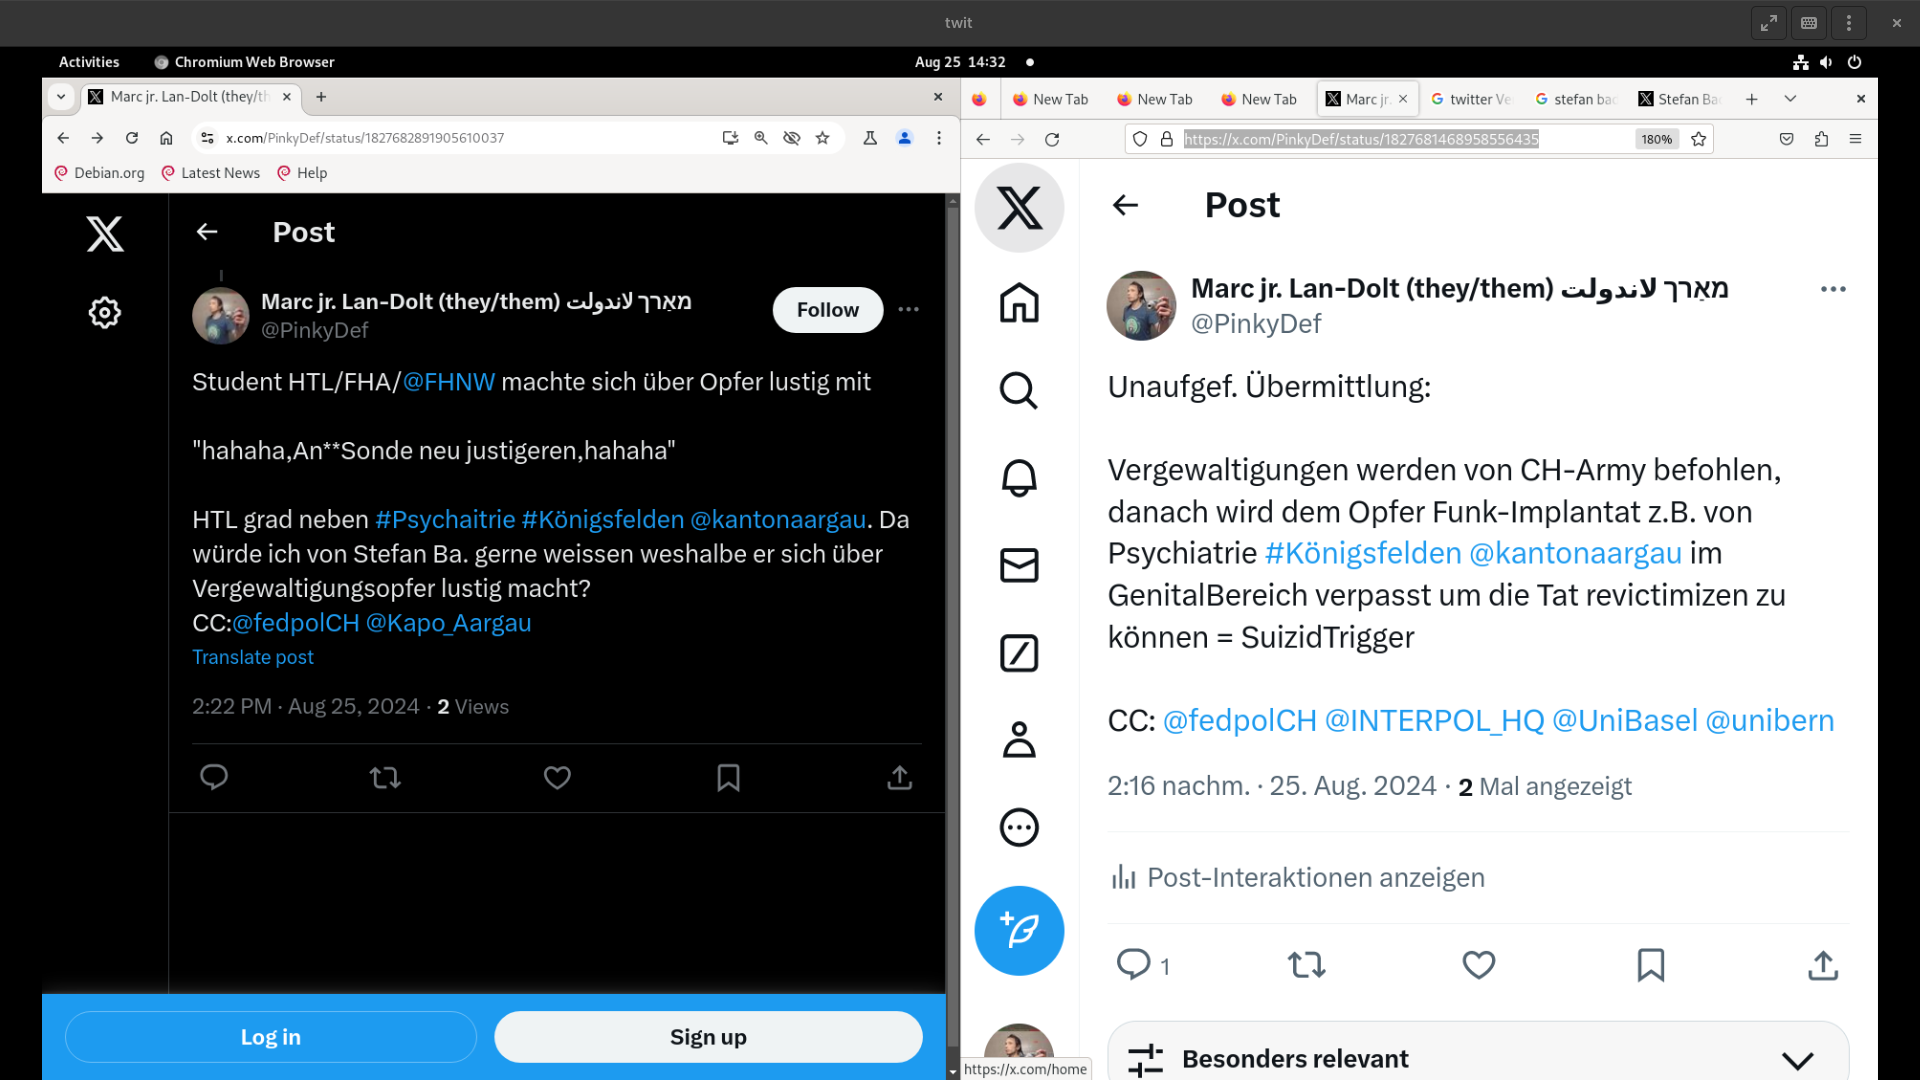 twit
Activities
Chromium Web Browser
Aug 25 14:32
Marc jr. Lan-Dolt (they/th
x.com/PinkyDef/status/1827682891905610037
Debian.org
Latest News
Help
Post
Marc jr. Lan-Dolt (they/them) מאַרך لاندولت
@PinkyDef
Follow
Student HTL/FHA/@FHNW machte sich über Opfer lustig mit
"hahaha,An**Sonde neu justigeren,hahaha"
HTL grad neben #Psychaitrie #Königsfelden @kantonaargau. Da
würde ich von Stefan Ba. gerne weissen weshalbe er sich über
Vergewaltigungsopfer lustig macht?
CC:@fedpolCH @Kapo_Aargau
Translate post
2:22 PM · Aug 25, 2024 · 2 Views
Log in
Sign up
New Tab
New Tab
New Tab
Marc jr.
twitter Ve
stefan bac
Stefan Ba
https://x.com/PinkyDef/status/1827681468958556435
180%
Post
Marc jr. Lan-Dolt (they/them) מאַרך لاندولت
@PinkyDef
Unaufgef. Übermittlung:
Vergewaltigungen werden von CH-Army befohlen,
danach wird dem Opfer Funk-Implantat z.B. von
Psychiatrie #Königsfelden @kantonaargau im
GenitalBereich verpasst um die Tat revictimizen zu
können = SuizidTrigger
CC: @fedpolCH @INTERPOL_HQ @UniBasel @unibern
2:16 nachm. · 25. Aug. 2024 · 2 Mal angezeigt
Post-Interaktionen anzeigen
1
Besonders relevant
https://x.com/home